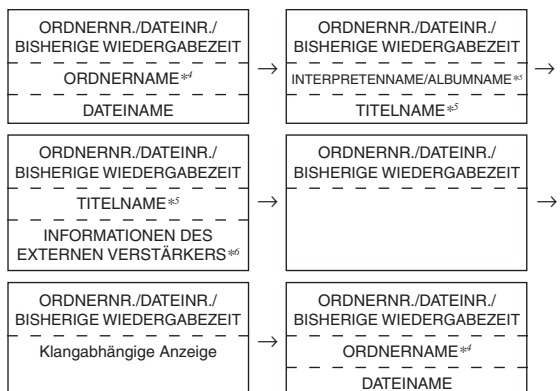 ORDNERNR./DATEINR./
BISHERIGE WIEDERGABEZEIT
ORDNERNAME*4
DATEINAME
→
ORDNERNR./DATEINR./
BISHERIGE WIEDERGABEZEIT
INTERPRETENNAME/ALBUMNAME*5
TITELNAME*5
→
ORDNERNR./DATEINR./
BISHERIGE WIEDERGABEZEIT
TITELNAME*5
INFORMATIONEN DES
EXTERNEN VERSTÄRKERS*6
→
ORDNERNR./DATEINR./
BISHERIGE WIEDERGABEZEIT
→
ORDNERNR./DATEINR./
BISHERIGE WIEDERGABEZEIT
Klangabhängige Anzeige
→
ORDNERNR./DATEINR./
BISHERIGE WIEDERGABEZEIT
ORDNERNAME*4
DATEINAME